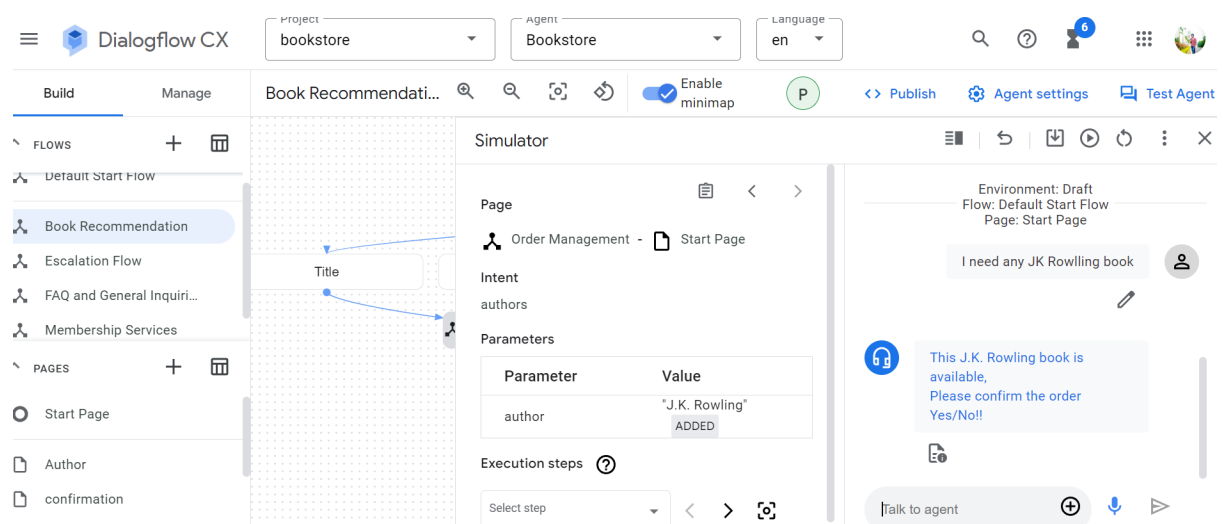 Dialogflow CX
Project
bookstore
Agent
Bookstore
Language
en
6
Build
Manage
Book Recommendati...
Enable
minimap
P
<> Publish
Agent settings
Test Agent
FLOWS
Default Start Flow
Book Recommendation
Escalation Flow
FAQ and General Inquiri...
Membership Services
PAGES
Start Page
Author
confirmation
Title
Simulator
Page
Order Management - Start Page
Intent
authors
Parameters
Parameter Value
author "J.K. Rowling"
ADDED
Execution steps
Select step
Environment: Draft
Flow: Default Start Flow
Page: Start Page
I need any JK Rowlling book
This J.K. Rowling book is
available,
Please confirm the order
Yes/No!!
Talk to agent